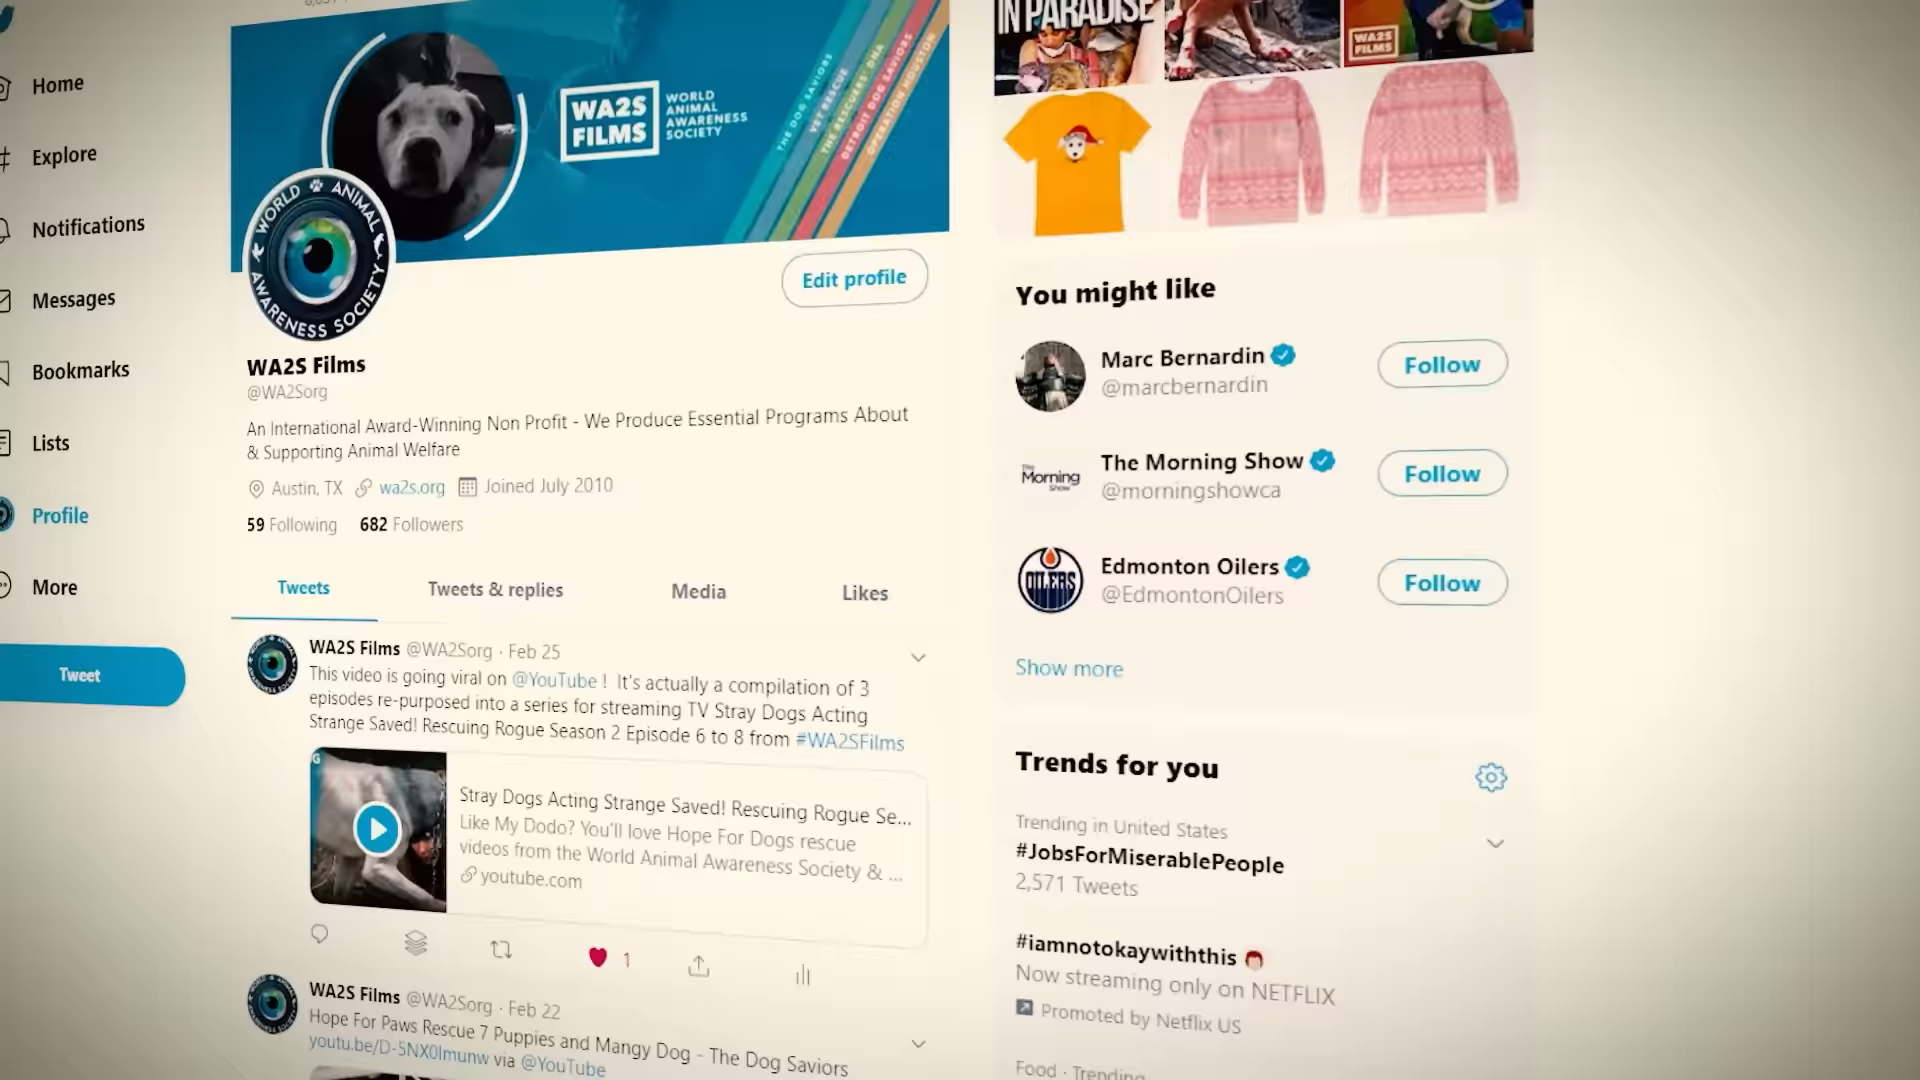 Home
Explore
Notifications
Messages
Bookmarks
Lists
Profile
More
Tweet
WA2S
FILMS
WORLD
ANIMAL
AWARENESS
SOCIETY
THE DOG SAVIORS
VET RESCUE
THE RESCUERS' DNA
DETROIT DOG SAVIORS
OPERATION HOUSTON
WORLD ANIMAL
AWARENESS SOCIETY
Edit profile
WA2S Films
@WA2Sorg
An International Award-Winning Non Profit - We Produce Essential Programs About
& Supporting Animal Welfare
Austin, TX wa2s.org Joined July 2010
59 Following 682 Followers
Tweets Tweets & replies Media Likes
WA2S Films @WA2Sorg · Feb 25
This video is going viral on @YouTube ! It's actually a compilation of 3
episodes re-purposed into a series for streaming TV Stray Dogs Acting
Strange Saved! Rescuing Rogue Season 2 Episode 6 to 8 from #WA2SFilms
G
Stray Dogs Acting Strange Saved! Rescuing Rogue Se...
Like My Dodo? You'll love Hope For Dogs rescue
videos from the World Animal Awareness Society & ...
youtube.com
1
WA2S Films @WA2Sorg · Feb 22
Hope For Paws Rescue 7 Puppies and Mangy Dog - The Dog Saviors
youtu.be/D-5NX0lmunw via @YouTube
IN PARADISE
WA2S
FILMS
You might like
Marc Bernardin
@marcbernardin
Follow
The Morning Show
@morningshowca
Follow
The
Morning
Show
Edmonton Oilers
@EdmontonOilers
Follow
OILERS
Show more
Trends for you
Trending in United States
#JobsForMiserablePeople
2,571 Tweets
#iamnotokaywiththis
Now streaming only on NETFLIX
Promoted by Netflix US
Food · Trending